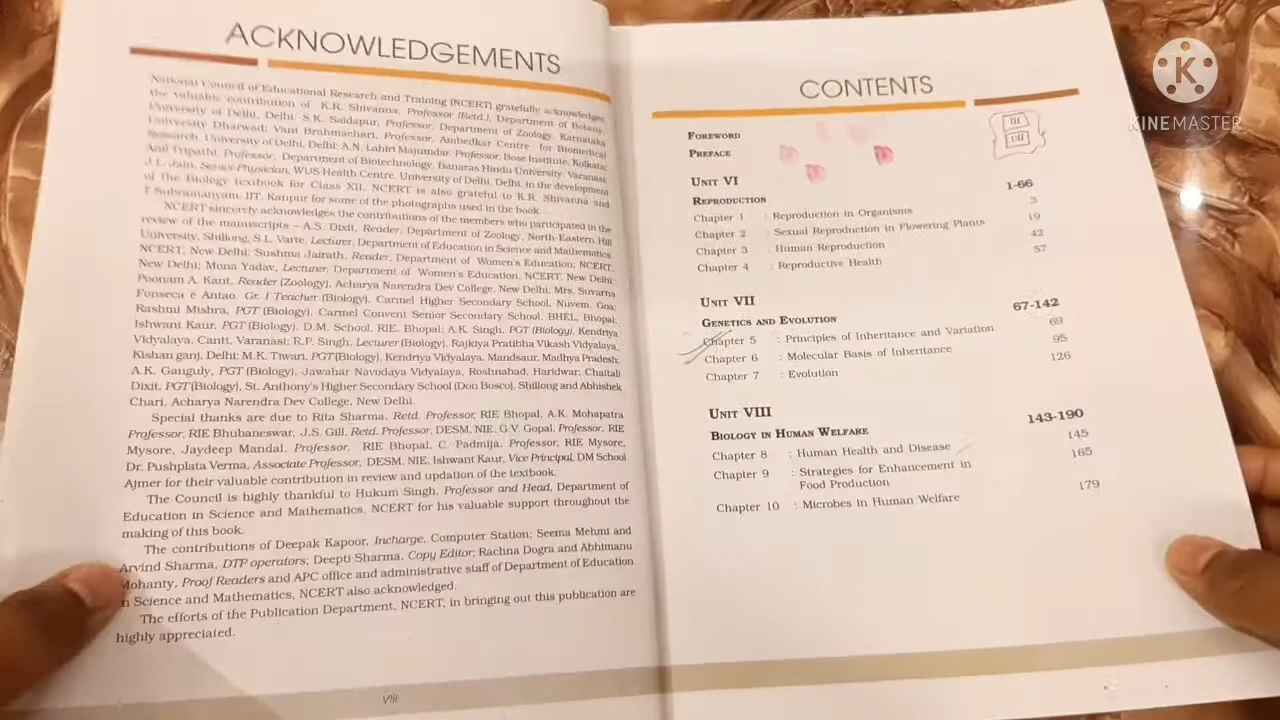 ACKNOWLEDGEMENTS
National Council of Educational Research and Training (NCERT) gratefully acknowledges
the valuable contribution of K.R. Shivanna, Professor (Retd.), Department of Botany,
University of Delhi, Delhi; S.K. Saidapur, Professor, Department of Zoology, Karnataka
University Dharwad; Vani Brahmachari, Professor, Ambedkar Centre for Biomedical
Research, University of Delhi, Delhi; A.N. Lahiri Majumdar, Professor, Bose Institute, Kolkata;
Anil Tripathi, Professor, Department of Biotechnology, Banaras Hindu University, Varanasi;
J.L. Jain, Senior Physician, WUS Health Centre, University of Delhi, Delhi, in the development
of the Biology textbook for Class XII. NCERT is also grateful to K.R. Shivanna and
T Subramanyam, IIT, Kanpur for some of the photographs used in the book.
NCERT sincerely acknowledges the contributions of the members who participated in the
review of the manuscripts – A.S. Dixit, Reader, Department of Zoology, North-Eastern Hill
University, Shillong; S.L. Varte, Lecturer, Department of Education in Science and Mathematics
NCERT, New Delhi; Sushma Jairath, Reader, Department of Women's Education, NCERT,
New Delhi; Mona Yadav, Lecturer, Department of Women's Education, NCERT, New Delhi;
Poonam A. Kant, Reader (Zoology), Acharya Narendra Dev College, New Delhi; Mrs. Suvarna
Fonseca é Antao, Gr. I Teacher (Biology), Carmel Higher Secondary School, Nuvem, Goa;
Rashmi Mishra, PGT (Biology), Carmel Convent Senior Secondary School, BHEL, Bhopal;
Ishwant Kaur, PGT (Biology), D.M. School, RIE, Bhopal; A.K. Singh, PGT (Biology), Kendriya
Vidyalaya, Cantt, Varanasi; R.P. Singh, Lecturer (Biology), Rajkiya Pratibha Vikash Vidyalaya,
Kishan ganj, Delhi; M.K. Tiwari, PGT (Biology), Kendriya Vidyalaya, Mandsaur, Madhya Pradesh;
A.K. Ganguly, PGT (Biology), Jawahar Navodaya Vidyalaya, Roshnabad, Haridwar; Chaitali
Dixit, PGT (Biology), St. Anthony's Higher Secondary School (Don Bosco), Shillong and Abhishek
Chari, Acharya Narendra Dev College, New Delhi.
Special thanks are due to Rita Sharma, Retd. Professor, RIE Bhopal, A.K. Mohapatra
Professor, RIE Bhubaneswar, J.S. Gill, Retd. Professor, DESM, NIE, G.V. Gopal, Professor, RIE
Mysore, Jaydeep Mandal, Professor, RIE Bhopal, C. Padmija, Professor, RIE Mysore,
Dr. Pushplata Verma, Associate Professor, DESM, NIE, Ishwant Kaur, Vice Principal, DM School
Ajmer for their valuable contribution in review and updation of the textbook.
The Council is highly thankful to Hukum Singh, Professor and Head, Department of
Education in Science and Mathematics, NCERT for his valuable support throughout the
making of this book.
The contributions of Deepak Kapoor, Incharge, Computer Station; Seema Mehmi and
Arvind Sharma, DTP operators; Deepti Sharma, Copy Editor; Rachna Dogra and Abhimanu
Mohanty, Proof Readers and APC office and administrative staff of Department of Education
in Science and Mathematics, NCERT also acknowledged.
The efforts of the Publication Department, NCERT, in bringing out this publication are
highly appreciated.
VIII
CONTENTS
FOREWORD
PREFACE
UNIT VI
REPRODUCTION 1-66
Chapter 1 : Reproduction in Organisms 3
Chapter 2 : Sexual Reproduction in Flowering Plants 19
Chapter 3 : Human Reproduction 42
Chapter 4 : Reproductive Health 57
UNIT VII
GENETICS AND EVOLUTION 67-142
Chapter 5 : Principles of Inheritance and Variation 69
Chapter 6 : Molecular Basis of Inheritance 95
Chapter 7 : Evolution 126
UNIT VIII
BIOLOGY IN HUMAN WELFARE 143-190
Chapter 8 : Human Health and Disease 145
Chapter 9 : Strategies for Enhancement in
Food Production 165
Chapter 10 : Microbes in Human Welfare 179
K
KINEMASTER